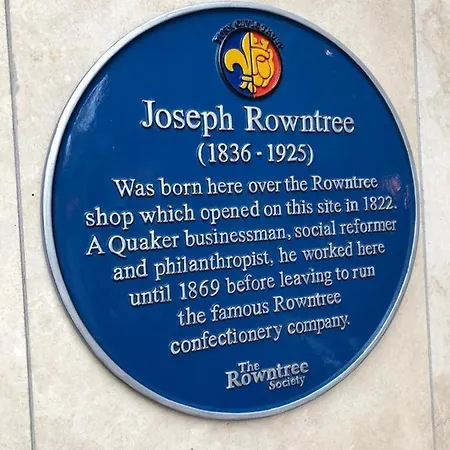 Joseph Rowntree
(1836 - 1925)
Was born here over the Rowntree
shop which opened on this site in 1822.
A Quaker businessman, social reformer
and philanthropist, he worked here
until 1869 before leaving to run
the famous Rowntree
confectionery company.
The
Rowntree
Society